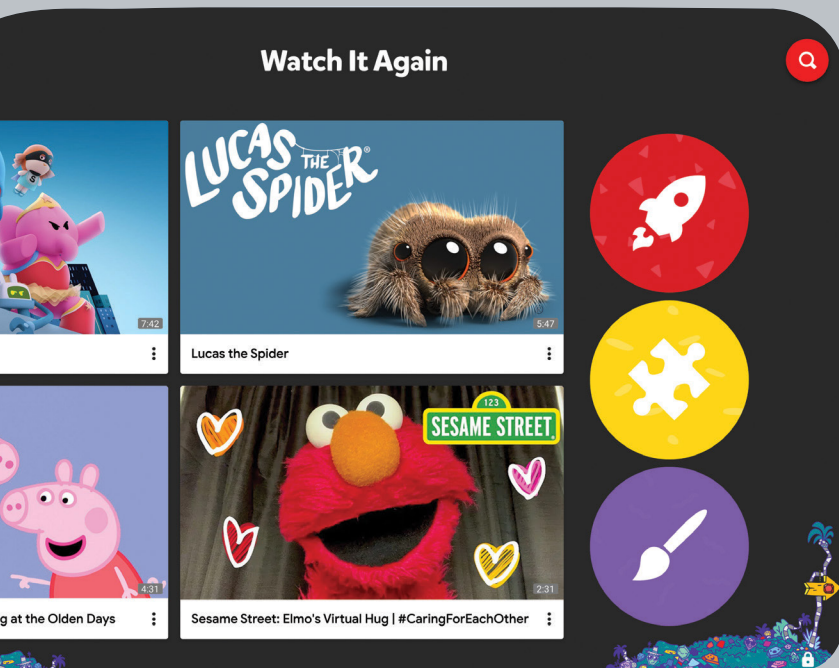 Watch It Again
S
7:42
LUCAS THE SPIDER®
5:47
Lucas the Spider
123
SESAME STREET
4:31
2:31
g at the Olden Days
Sesame Street: Elmo's Virtual Hug | #CaringForEachOther